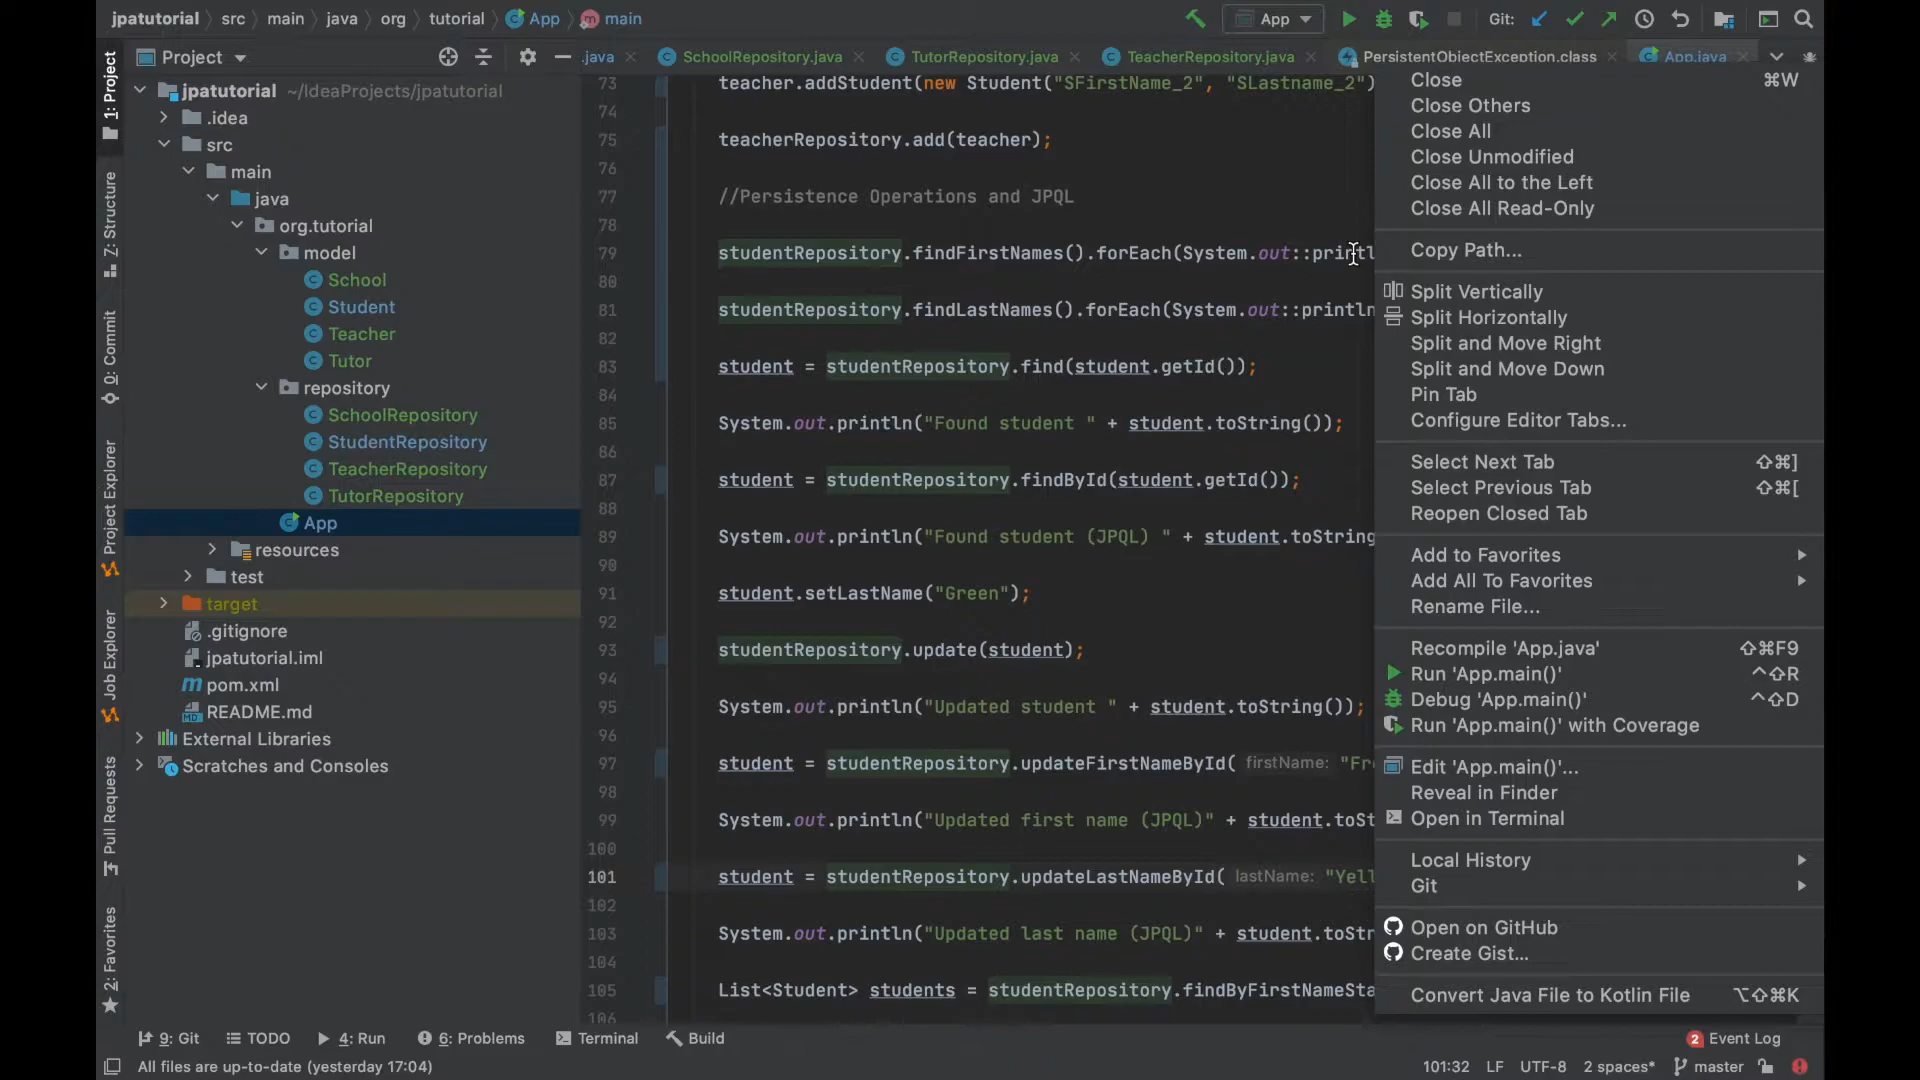 jpatutorial src main java org tutorial App main
App
Git:
1: Project
Z: Structure
0: Commit
Project Explorer
Job Explorer
Pull Requests
2: Favorites
Project
.java
SchoolRepository.java
TutorRepository.java
TeacherRepository.java
PersistentObjectException.class
App.java
jpatutorial ~/IdeaProjects/jpatutorial
.idea
src
main
java
org.tutorial
model
School
Student
Teacher
Tutor
repository
SchoolRepository
StudentRepository
TeacherRepository
TutorRepository
App
resources
test
target
.gitignore
jpatutorial.iml
pom.xml
README.md
External Libraries
Scratches and Consoles
73 teacher.addStudent(new Student("SFirstName_2", "SLastname_2")
74
75 teacherRepository.add(teacher);
76
77 //Persistence Operations and JPQL
78
79 studentRepository.findFirstNames().forEach(System.out::printl
80
81 studentRepository.findLastNames().forEach(System.out::println
82
83 student = studentRepository.find(student.getId());
84
85 System.out.println("Found student " + student.toString());
86
87 student = studentRepository.findById(student.getId());
88
89 System.out.println("Found student (JPQL) " + student.toString
90
91 student.setLastName("Green");
92
93 studentRepository.update(student);
94
95 System.out.println("Updated student " + student.toString());
96
97 student = studentRepository.updateFirstNameById( firstName: "Fr
98
99 System.out.println("Updated first name (JPQL)" + student.toSt
100
101 student = studentRepository.updateLastNameById( lastName: "Yell
102
103 System.out.println("Updated last name (JPQL)" + student.toStr
104
105 List<Student> students = studentRepository.findByFirstNameSta
106
Close ⌘W
Close Others
Close All
Close Unmodified
Close All to the Left
Close All Read-Only
Copy Path...
Split Vertically
Split Horizontally
Split and Move Right
Split and Move Down
Pin Tab
Configure Editor Tabs...
Select Next Tab ⇧⌘]
Select Previous Tab ⇧⌘[
Reopen Closed Tab
Add to Favorites
Add All To Favorites
Rename File...
Recompile 'App.java' ⇧⌘F9
Run 'App.main()' ^⇧R
Debug 'App.main()' ^⇧D
Run 'App.main()' with Coverage
Edit 'App.main()'...
Reveal in Finder
Open in Terminal
Local History
Git
Open on GitHub
Create Gist...
Convert Java File to Kotlin File ⌥⇧⌘K
9: Git TODO 4: Run 6: Problems Terminal Build
2 Event Log
All files are up-to-date (yesterday 17:04)
101:32 LF UTF-8 2 spaces* master